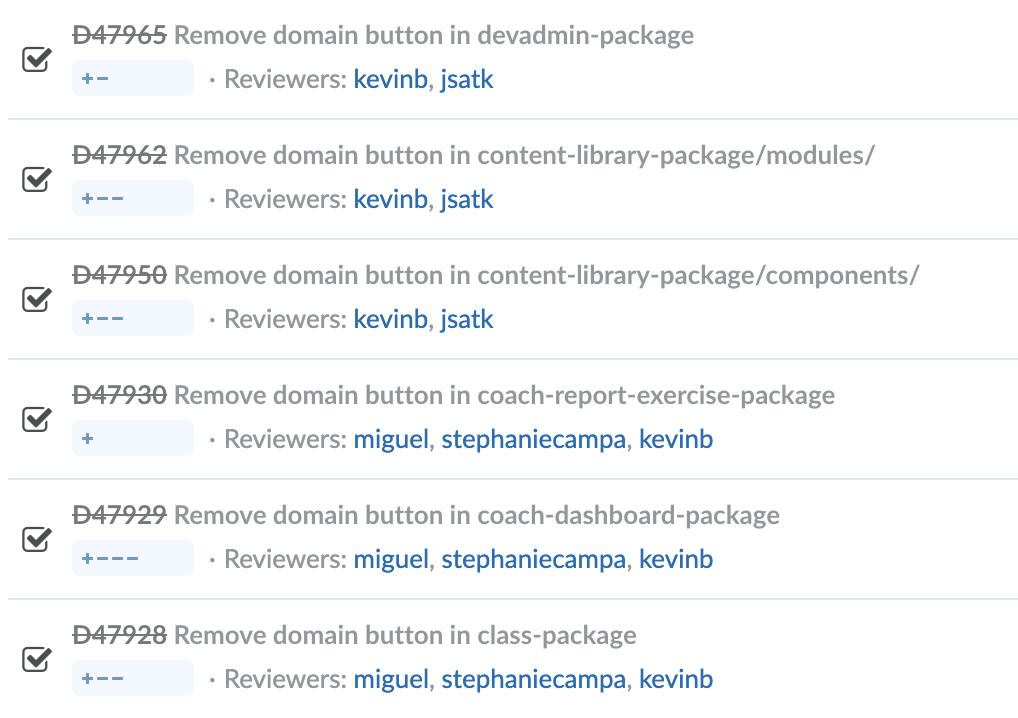 D47965 Remove domain button in devadmin-package
+− · Reviewers: kevinb, jsatk
D47962 Remove domain button in content-library-package/modules/
+−− · Reviewers: kevinb, jsatk
D47950 Remove domain button in content-library-package/components/
+−− · Reviewers: kevinb, jsatk
D47930 Remove domain button in coach-report-exercise-package
+ · Reviewers: miguel, stephaniecampa, kevinb
D47929 Remove domain button in coach-dashboard-package
+−−− · Reviewers: miguel, stephaniecampa, kevinb
D47928 Remove domain button in class-package
+−− · Reviewers: miguel, stephaniecampa, kevinb